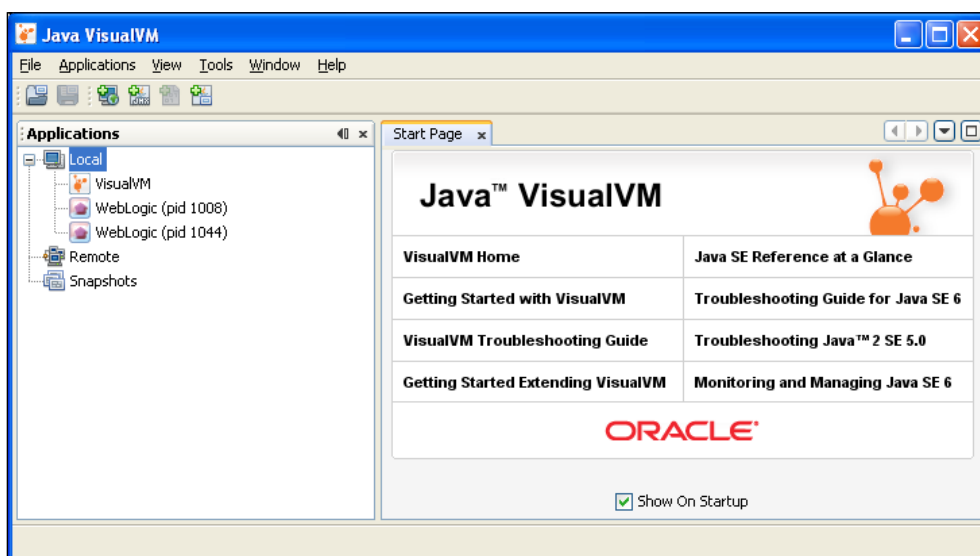 Java VisualVM
File Applications View Tools Window Help
Applications
Local
VisualVM
WebLogic (pid 1008)
WebLogic (pid 1044)
Remote
Snapshots
Start Page
Java™ VisualVM
VisualVM Home
Java SE Reference at a Glance
Getting Started with VisualVM
Troubleshooting Guide for Java SE 6
VisualVM Troubleshooting Guide
Troubleshooting Java™ 2 SE 5.0
Getting Started Extending VisualVM
Monitoring and Managing Java SE 6
ORACLE®
Show On Startup